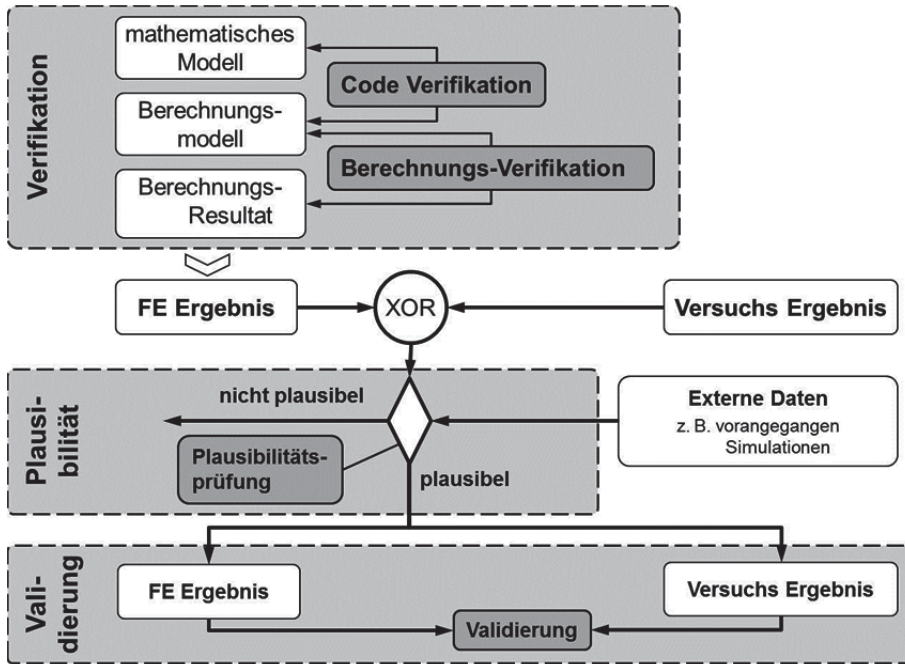 Verifikation
mathematisches
Modell
Code Verifikation
Berechnungs-
modell
Berechnungs-Verifikation
Berechnungs-
Resultat
FE Ergebnis
XOR
Versuchs Ergebnis
Plausi-
bilität
nicht plausibel
Externe Daten
z. B. vorangegangen
Simulationen
Plausibilitäts-
prüfung
plausibel
Vali-
dierung
FE Ergebnis
Versuchs Ergebnis
Validierung